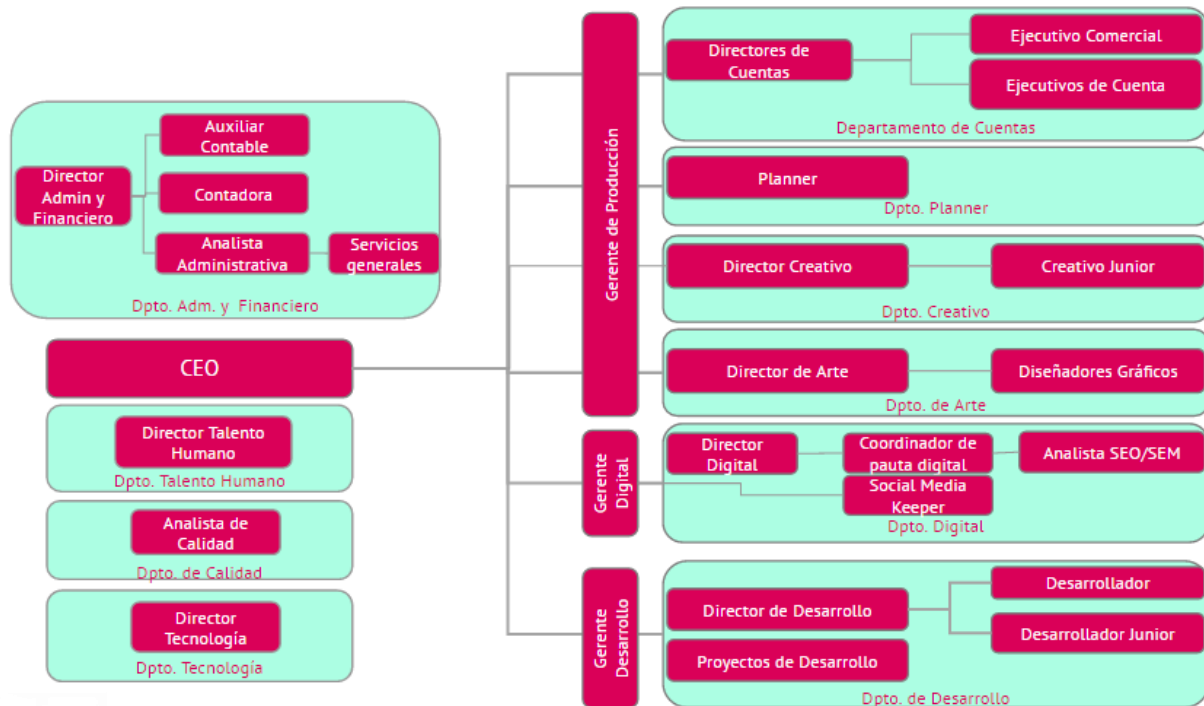 Auxiliar
Contable
Director
Admin y
Financiero
Contadora
Analista
Administrativa
Servicios
generales
Dpto. Adm. y Financiero
CEO
Director Talento
Humano
Dpto. Talento Humano
Analista de
Calidad
Dpto. de Calidad
Director
Tecnología
Dpto. Tecnología
Gerente de Producción
Directores de
Cuentas
Ejecutivo Comercial
Ejecutivos de Cuenta
Departamento de Cuentas
Planner
Dpto. Planner
Director Creativo
Creativo Junior
Dpto. Creativo
Director de Arte
Diseñadores Gráficos
Dpto. de Arte
Gerente
Digital
Director
Digital
Coordinador de
pauta digital
Analista SEO/SEM
Social Media
Keeper
Dpto. Digital
Gerente
Desarrollo
Director de Desarrollo
Desarrollador
Desarrollador Junior
Proyectos de Desarrollo
Dpto. de Desarrollo